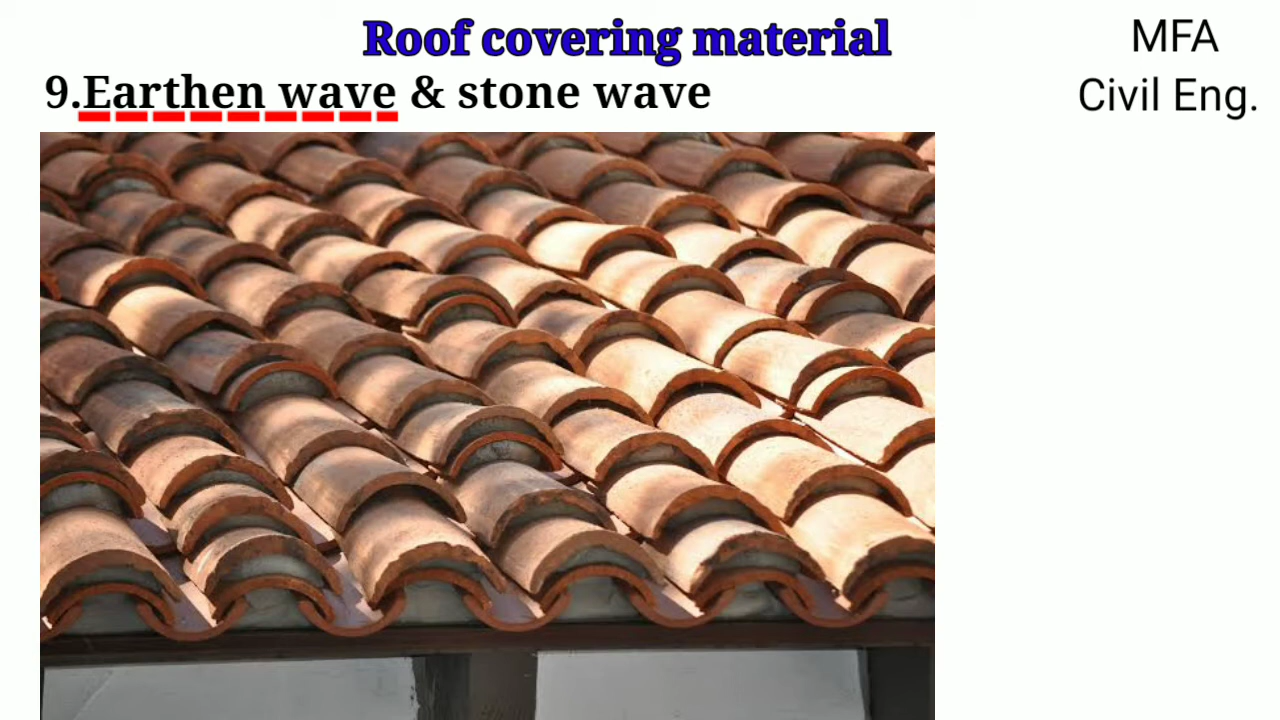 Roof covering material
MFA
Civil Eng.
9.Earthen wave & stone wave